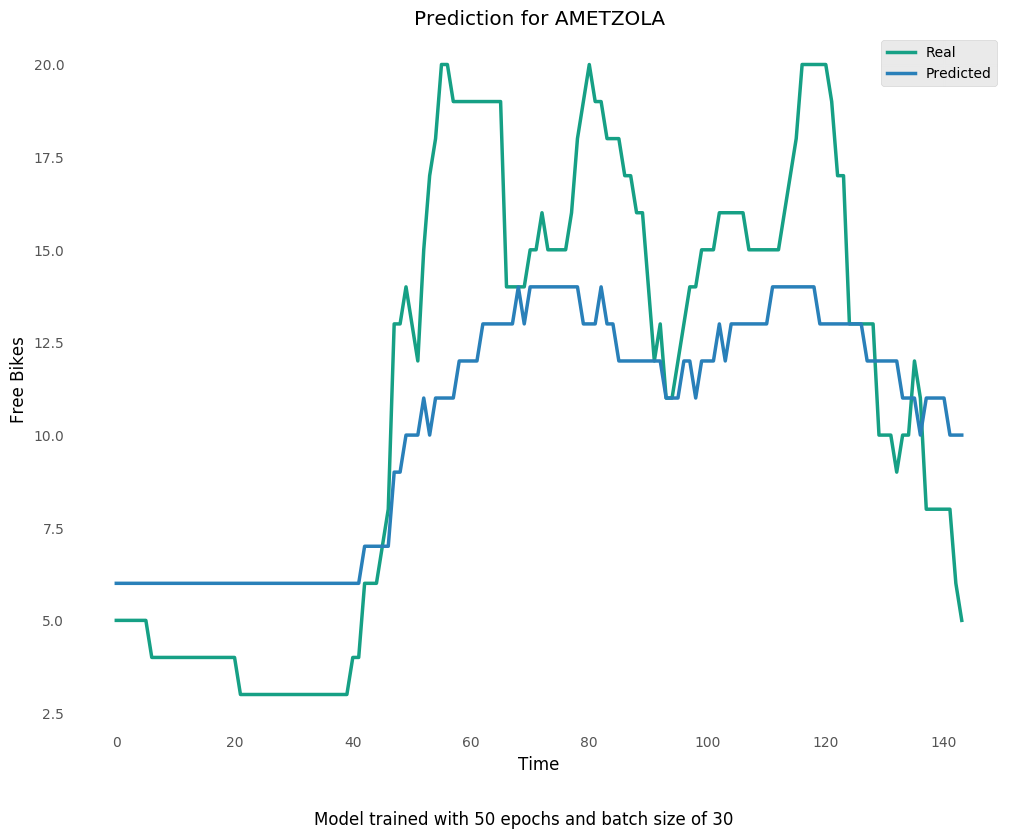 Prediction for AMETZOLA
Real
Predicted
20.0
17.5
15.0
12.5
10.0
7.5
5.0
2.5
Free Bikes
0 20 40 60 80 100 120 140
Time
Model trained with 50 epochs and batch size of 30